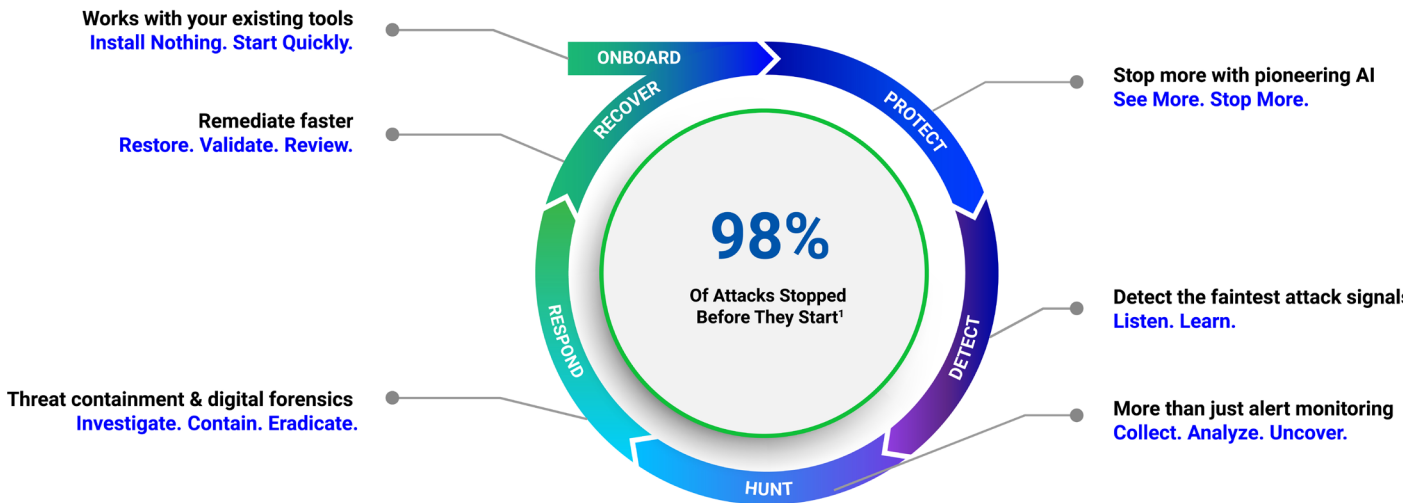 Works with your existing tools
Install Nothing. Start Quickly.
ONBOARD
PROTECT
Stop more with pioneering AI
See More. Stop More.
RECOVER
Remediate faster
Restore. Validate. Review.
98%
Of Attacks Stopped
Before They Start¹
Detect the faintest attack signals
Listen. Learn.
DETECT
RESPOND
Threat containment & digital forensics
Investigate. Contain. Eradicate.
More than just alert monitoring
Collect. Analyze. Uncover.
HUNT